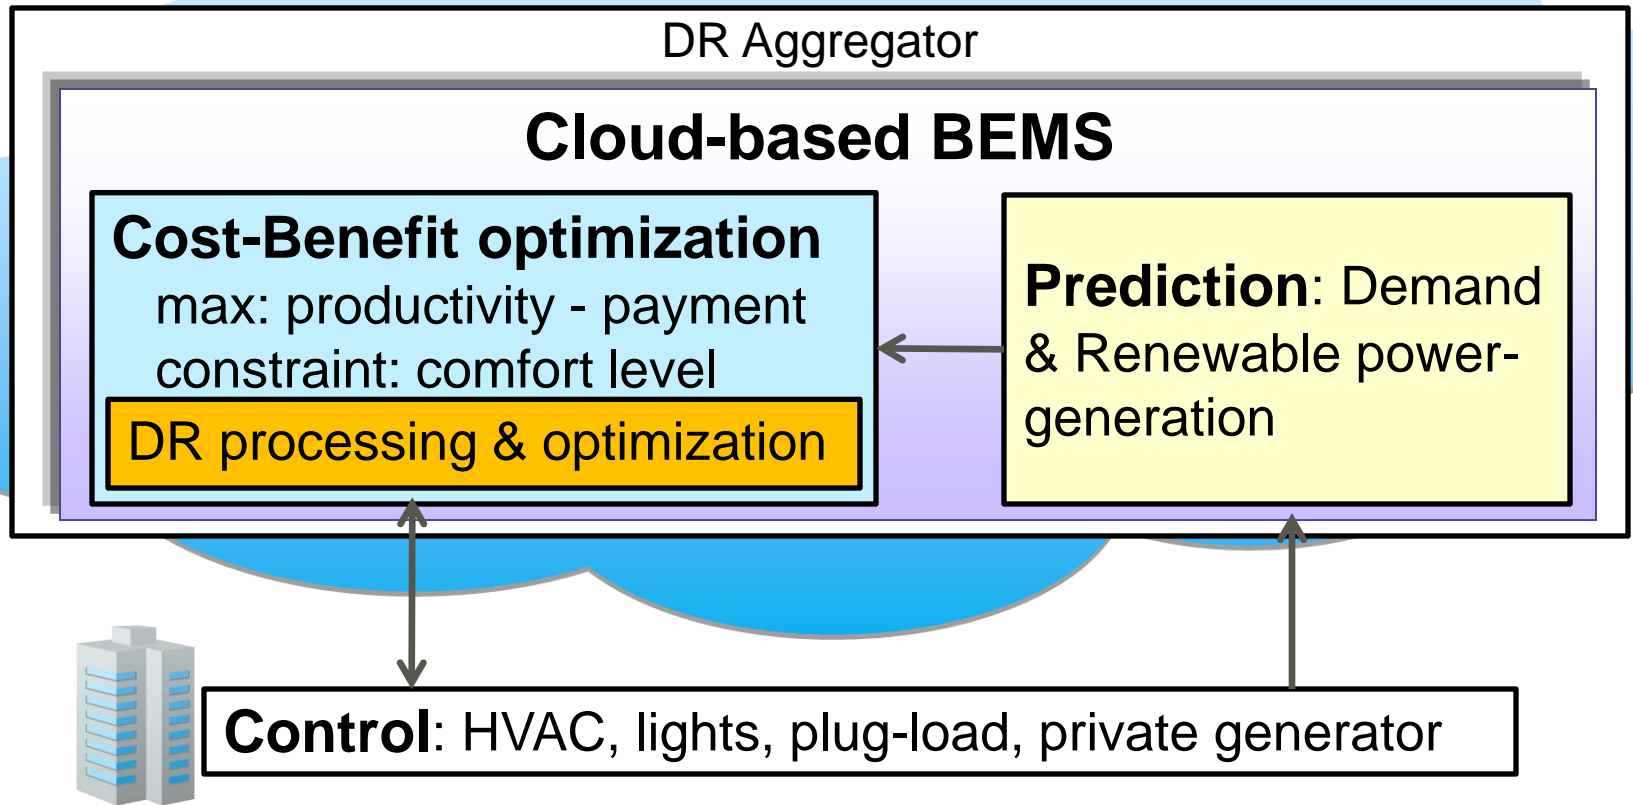 DR Aggregator
Cloud-based BEMS
Cost-Benefit optimization
max: productivity - payment
constraint: comfort level
DR processing & optimization
Prediction: Demand
& Renewable power-
generation
Control: HVAC, lights, plug-load, private generator